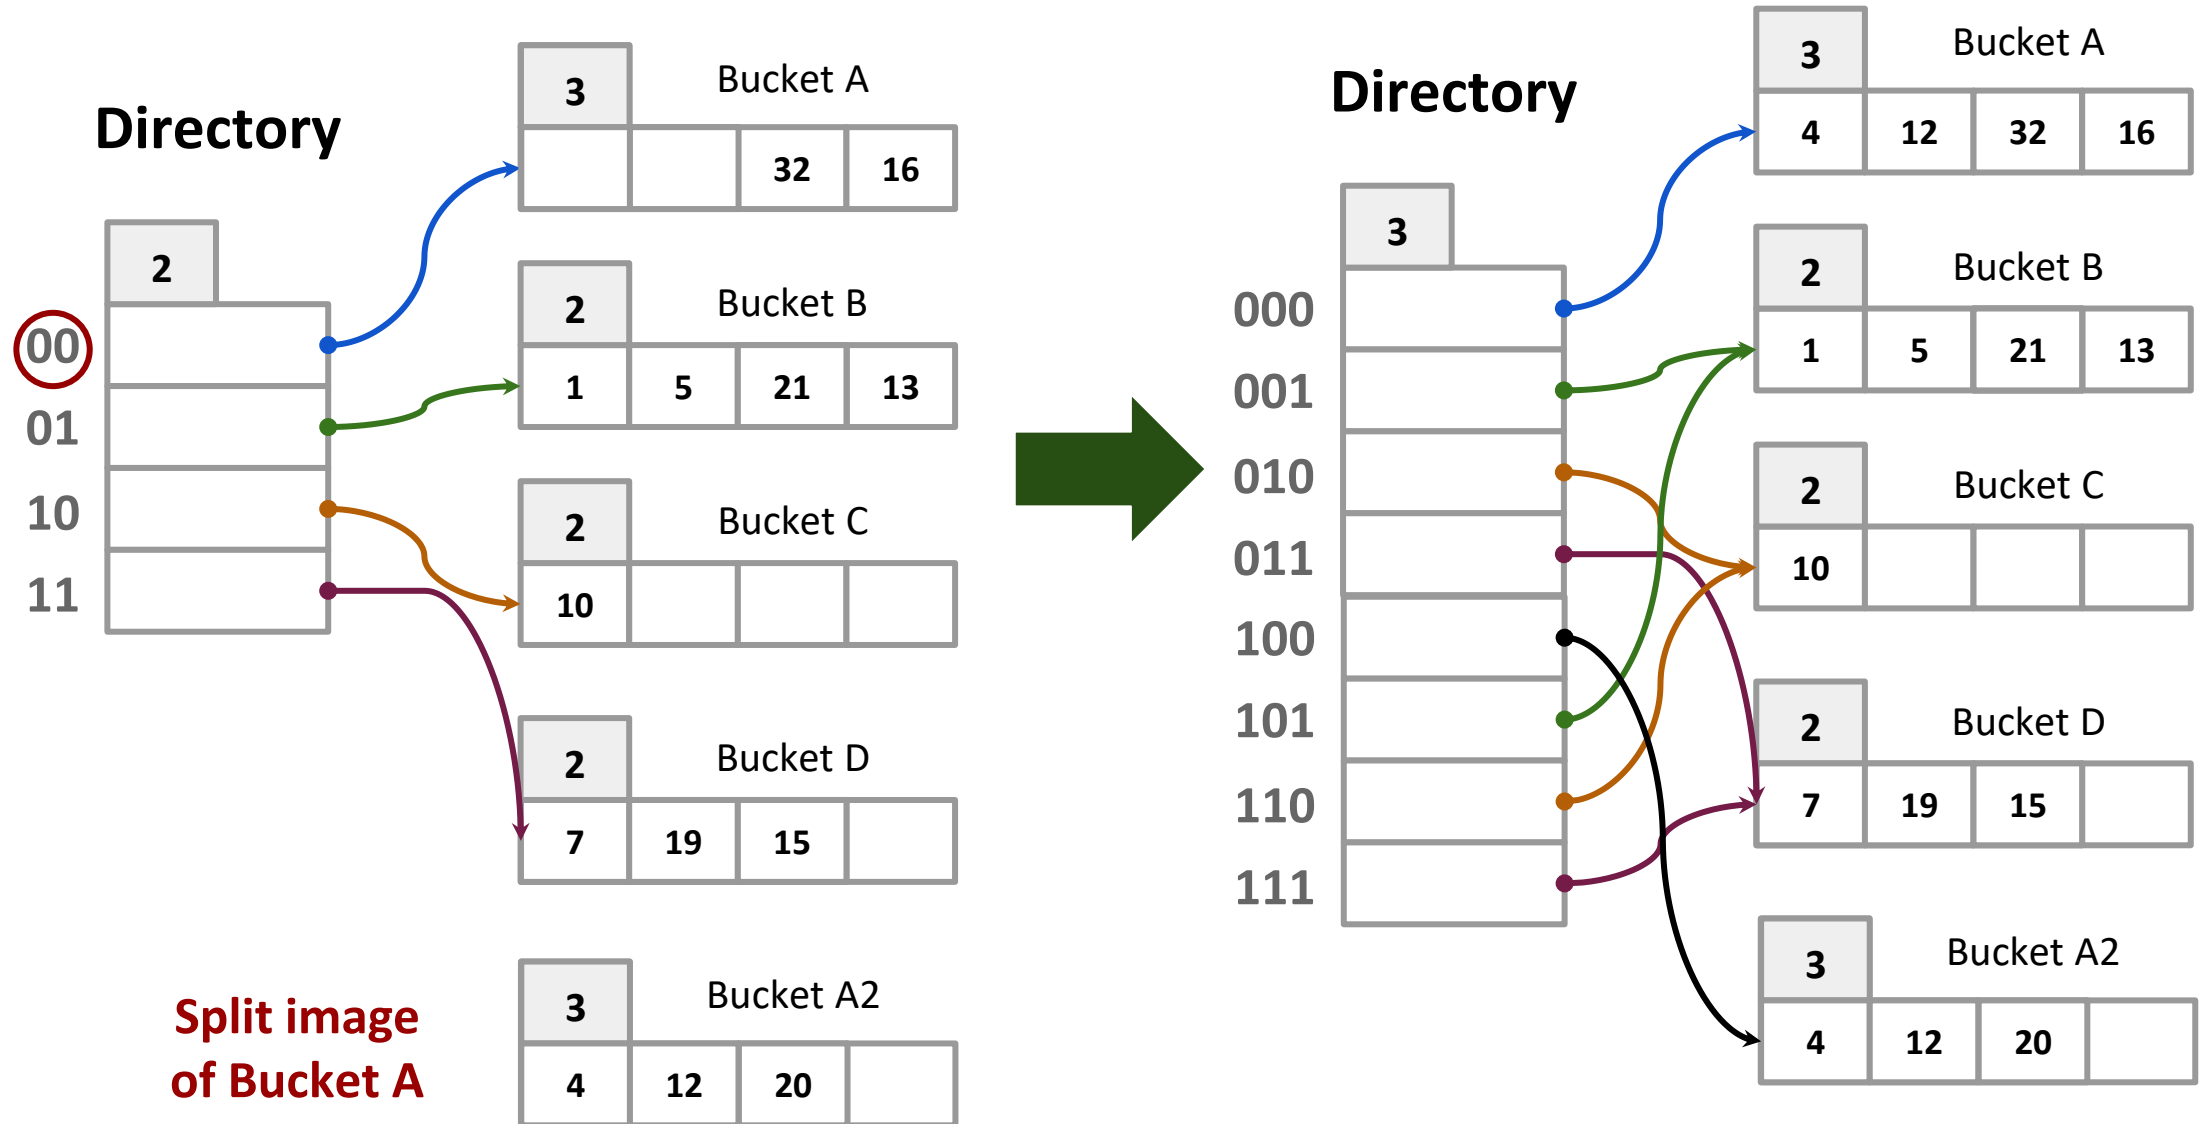 Directory
2
00
01
10
11
3
Bucket A
32 16
2
Bucket B
1 5 21 13
2
Bucket C
10
2
Bucket D
7 19 15
Split image
of Bucket A
3
Bucket A2
4 12 20
Directory
3
000
001
010
011
100
101
110
111
3
Bucket A
4 12 32 16
2
Bucket B
1 5 21 13
2
Bucket C
10
2
Bucket D
7 19 15
3
Bucket A2
4 12 20